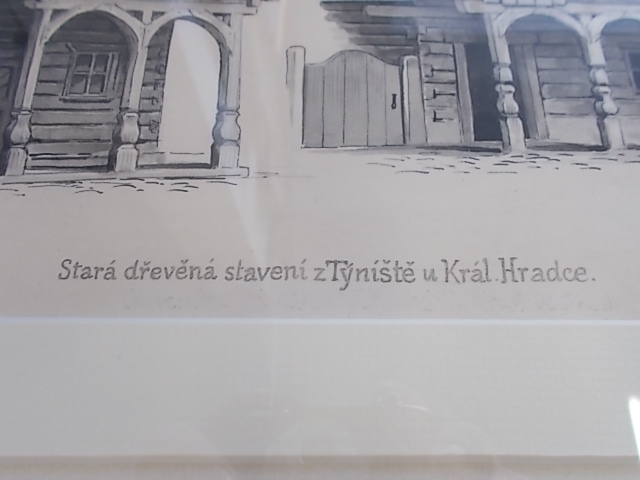 Stará dřevěná stavení z Týniště u Král. Hradce.